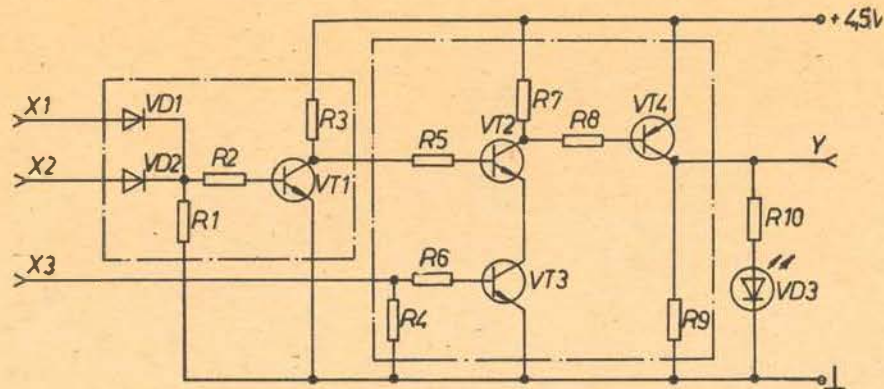 + 4,5V
X1
VD1
R3
R7
VT4
X2
VD2
R2
VT1
R5
VT2
R8
Y
R1
R10
X3
R6
VT3
VD3
R4
R9